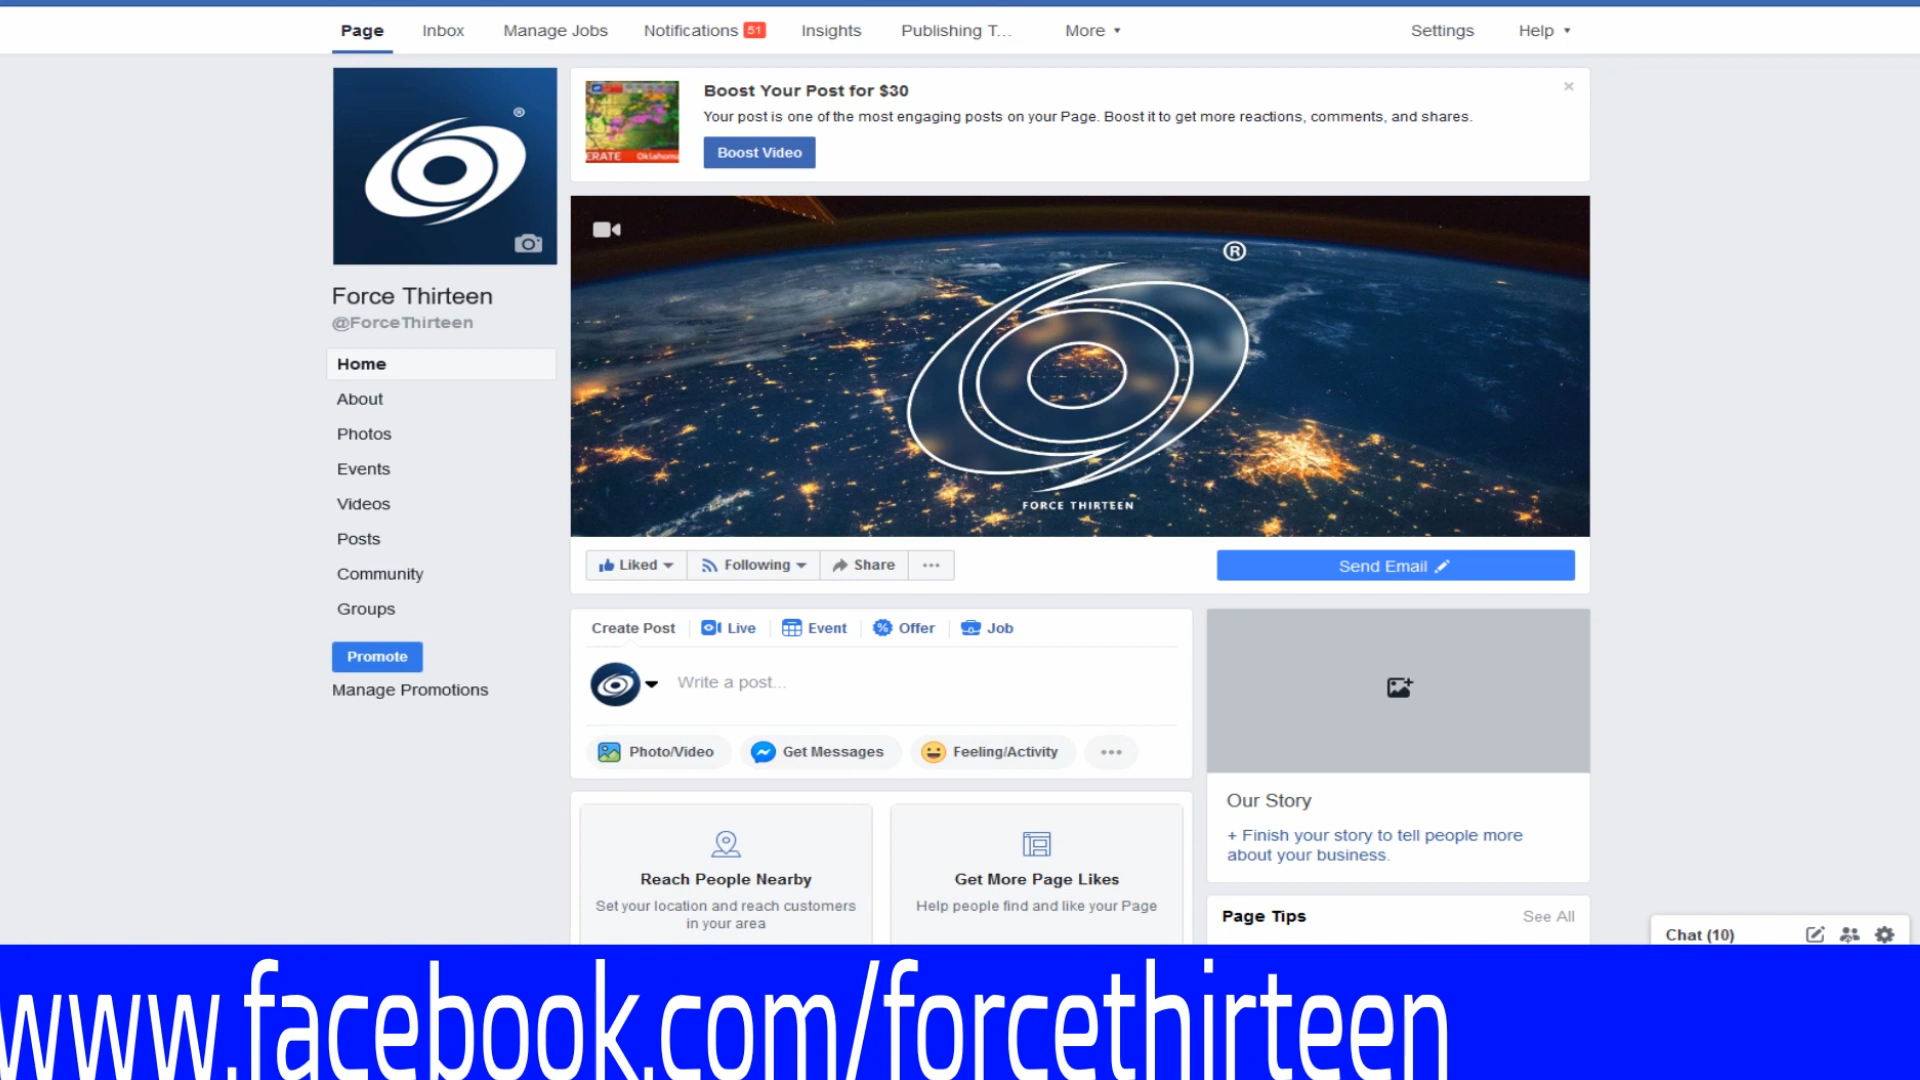 Page Inbox Manage Jobs Notifications 51 Insights Publishing T... More Settings Help
®
Force Thirteen
@ForceThirteen
Home
About
Photos
Events
Videos
Posts
Community
Groups
Promote
Manage Promotions
ERATE Oklahoma
Boost Your Post for $30
Your post is one of the most engaging posts on your Page. Boost it to get more reactions, comments, and shares.
Boost Video
®
FORCE THIRTEEN
Liked Following Share ...
Send Email
Create Post Live Event Offer Job
Write a post...
Photo/Video Get Messages Feeling/Activity ...
Reach People Nearby
Set your location and reach customers
in your area
Get More Page Likes
Help people find and like your Page
Our Story
+ Finish your story to tell people more
about your business.
Page Tips See All
Chat (10)
www.facebook.com/forcethirteen